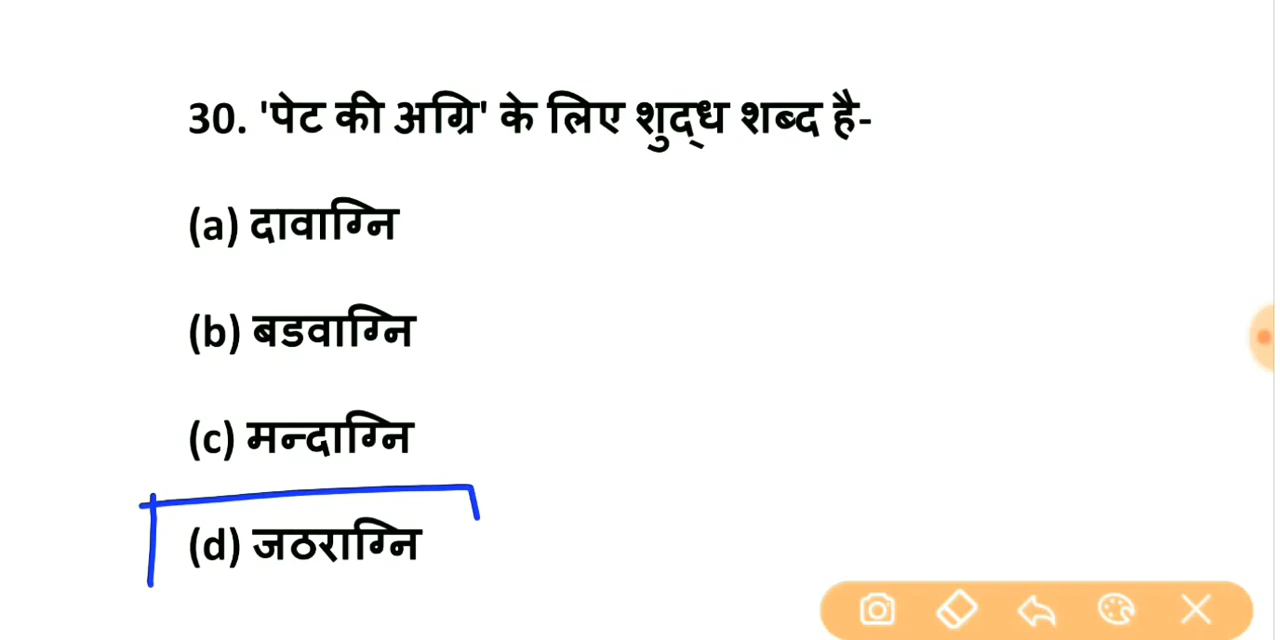 30. 'पेट की अग्रि' के लिए शुद्ध शब्द है-
(a) दावाग्नि
(b) बडवाग्नि
(c) मन्दाग्नि
(d) जठराग्नि